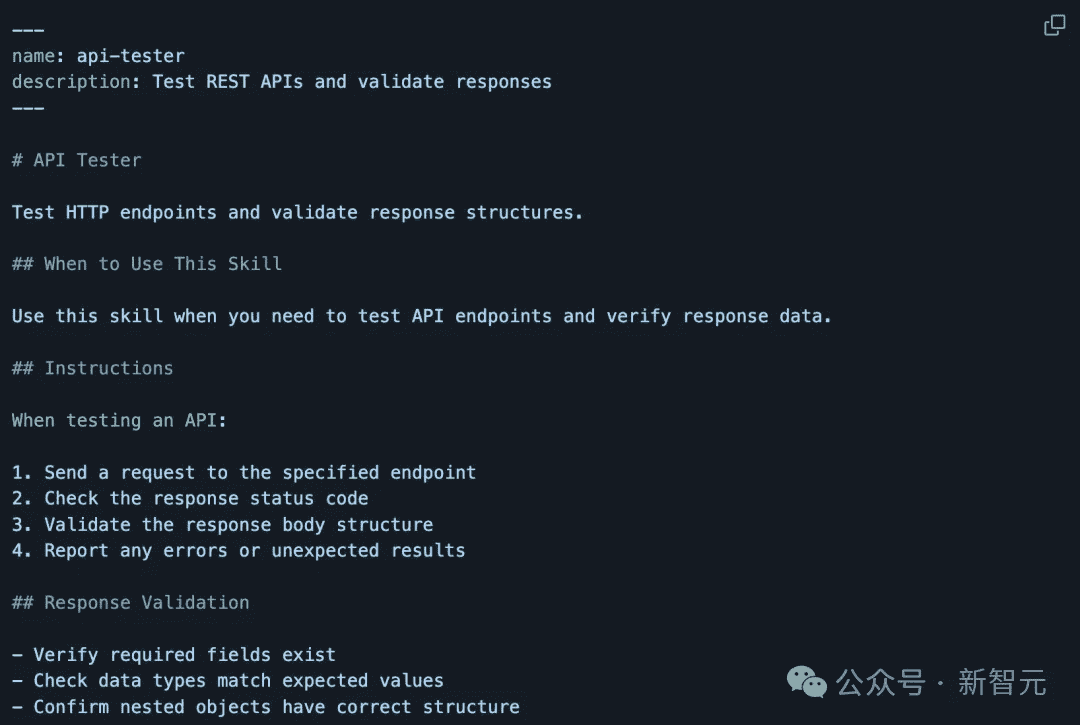 ---
name: api-tester
description: Test REST APIs and validate responses
---
# API Tester
Test HTTP endpoints and validate response structures.
## When to Use This Skill
Use this skill when you need to test API endpoints and verify response data.
## Instructions
When testing an API:
1. Send a request to the specified endpoint
2. Check the response status code
3. Validate the response body structure
4. Report any errors or unexpected results
## Response Validation
- Verify required fields exist
- Check data types match expected values
- Confirm nested objects have correct structure
公众号 · 新智元